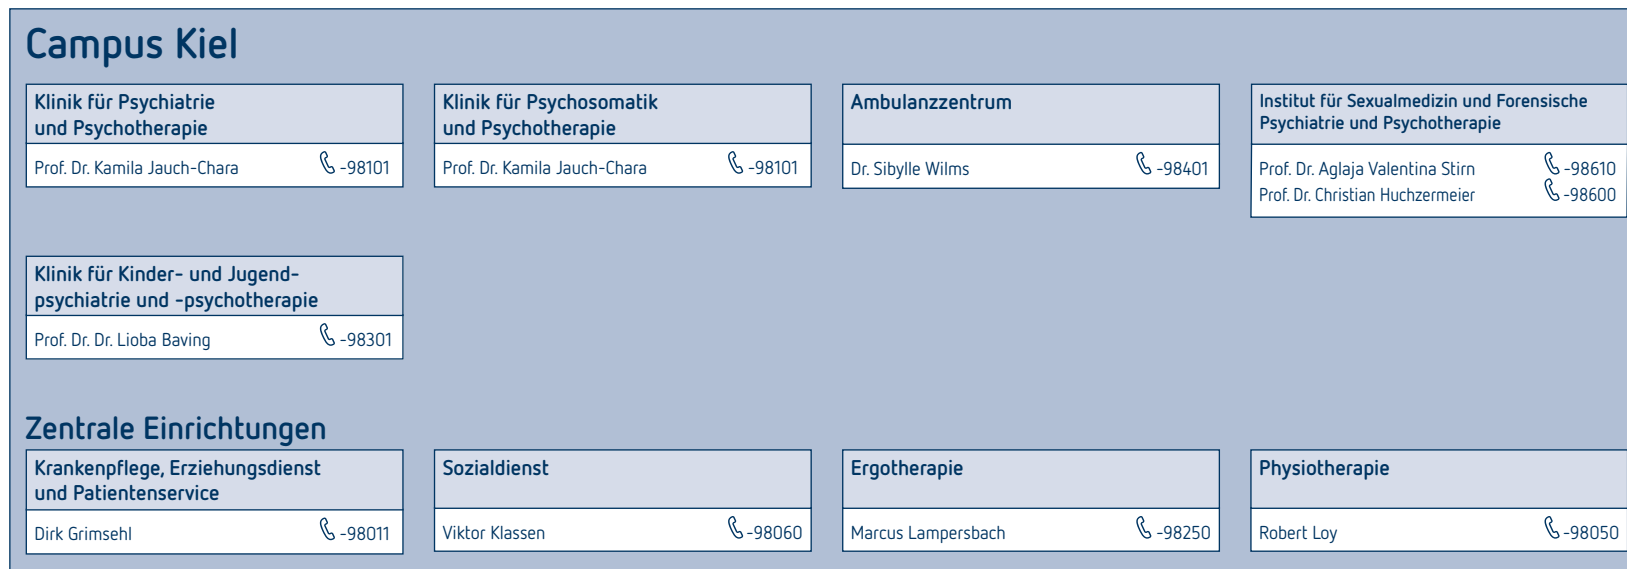 Campus Kiel
Klinik für Psychiatrie
und Psychotherapie
Prof. Dr. Kamila Jauch-Chara -98101
Klinik für Psychosomatik
und Psychotherapie
Prof. Dr. Kamila Jauch-Chara -98101
Ambulanzzentrum
Dr. Sibylle Wilms -98401
Institut für Sexualmedizin und Forensische
Psychiatrie und Psychotherapie
Prof. Dr. Aglaja Valentina Stirn -98610
Prof. Dr. Christian Huchzermeier -98600
Klinik für Kinder- und Jugend-
psychiatrie und -psychotherapie
Prof. Dr. Dr. Lioba Baving -98301
Zentrale Einrichtungen
Krankenpflege, Erziehungsdienst
und Patientenservice
Dirk Grimsehl -98011
Sozialdienst
Viktor Klassen -98060
Ergotherapie
Marcus Lampersbach -98250
Physiotherapie
Robert Loy -98050